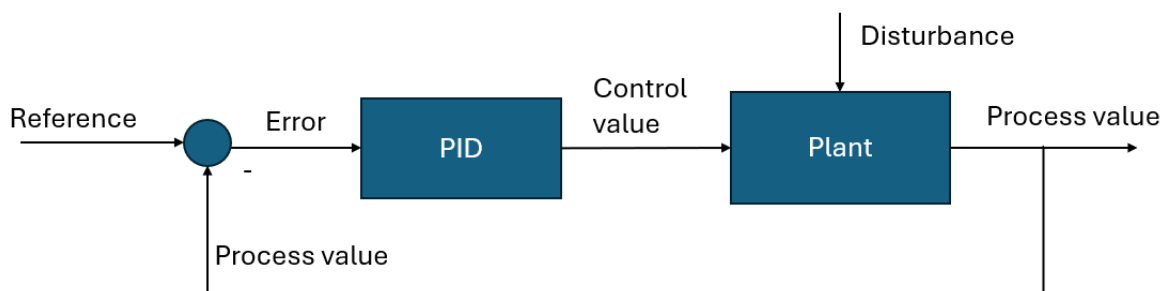 Disturbance
Control
value
Reference
Error
Process value
PID
Plant
-
Process value